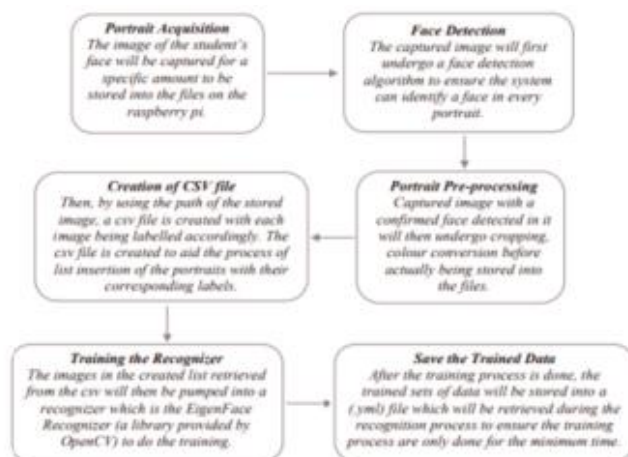 Portrait Acquisition
The image of the student's
face will be captured for a
specific amount to be
stored into the files on the
raspberry pi.
Face Detection
The captured image will first
undergo a face detection
algorithm to ensure the system
can identify a face in every
portrait.
Portrait Pre-processing
Captured image with a
confirmed face detected in it
will then undergo cropping,
colour conversion before
actually being stored into
the files.
Creation of CSV file
Then, by using the path of the stored
image, a csv file is created with each
image being labelled accordingly. The
csv file is created to aid the process of
list insertion of the portraits with their
corresponding labels.
Training the Recognizer
The images in the created list retrieved
from the csv will then be pumped into a
recognizer which is the EigenFace
Recognizer (a library provided by
OpenCV) to do the training.
Save the Trained Data
After the training process is done, the
trained sets of data will be stored into a
(.yml) file which will be retrieved during the
recognition process to ensure the training
process are only done for the minimum time.